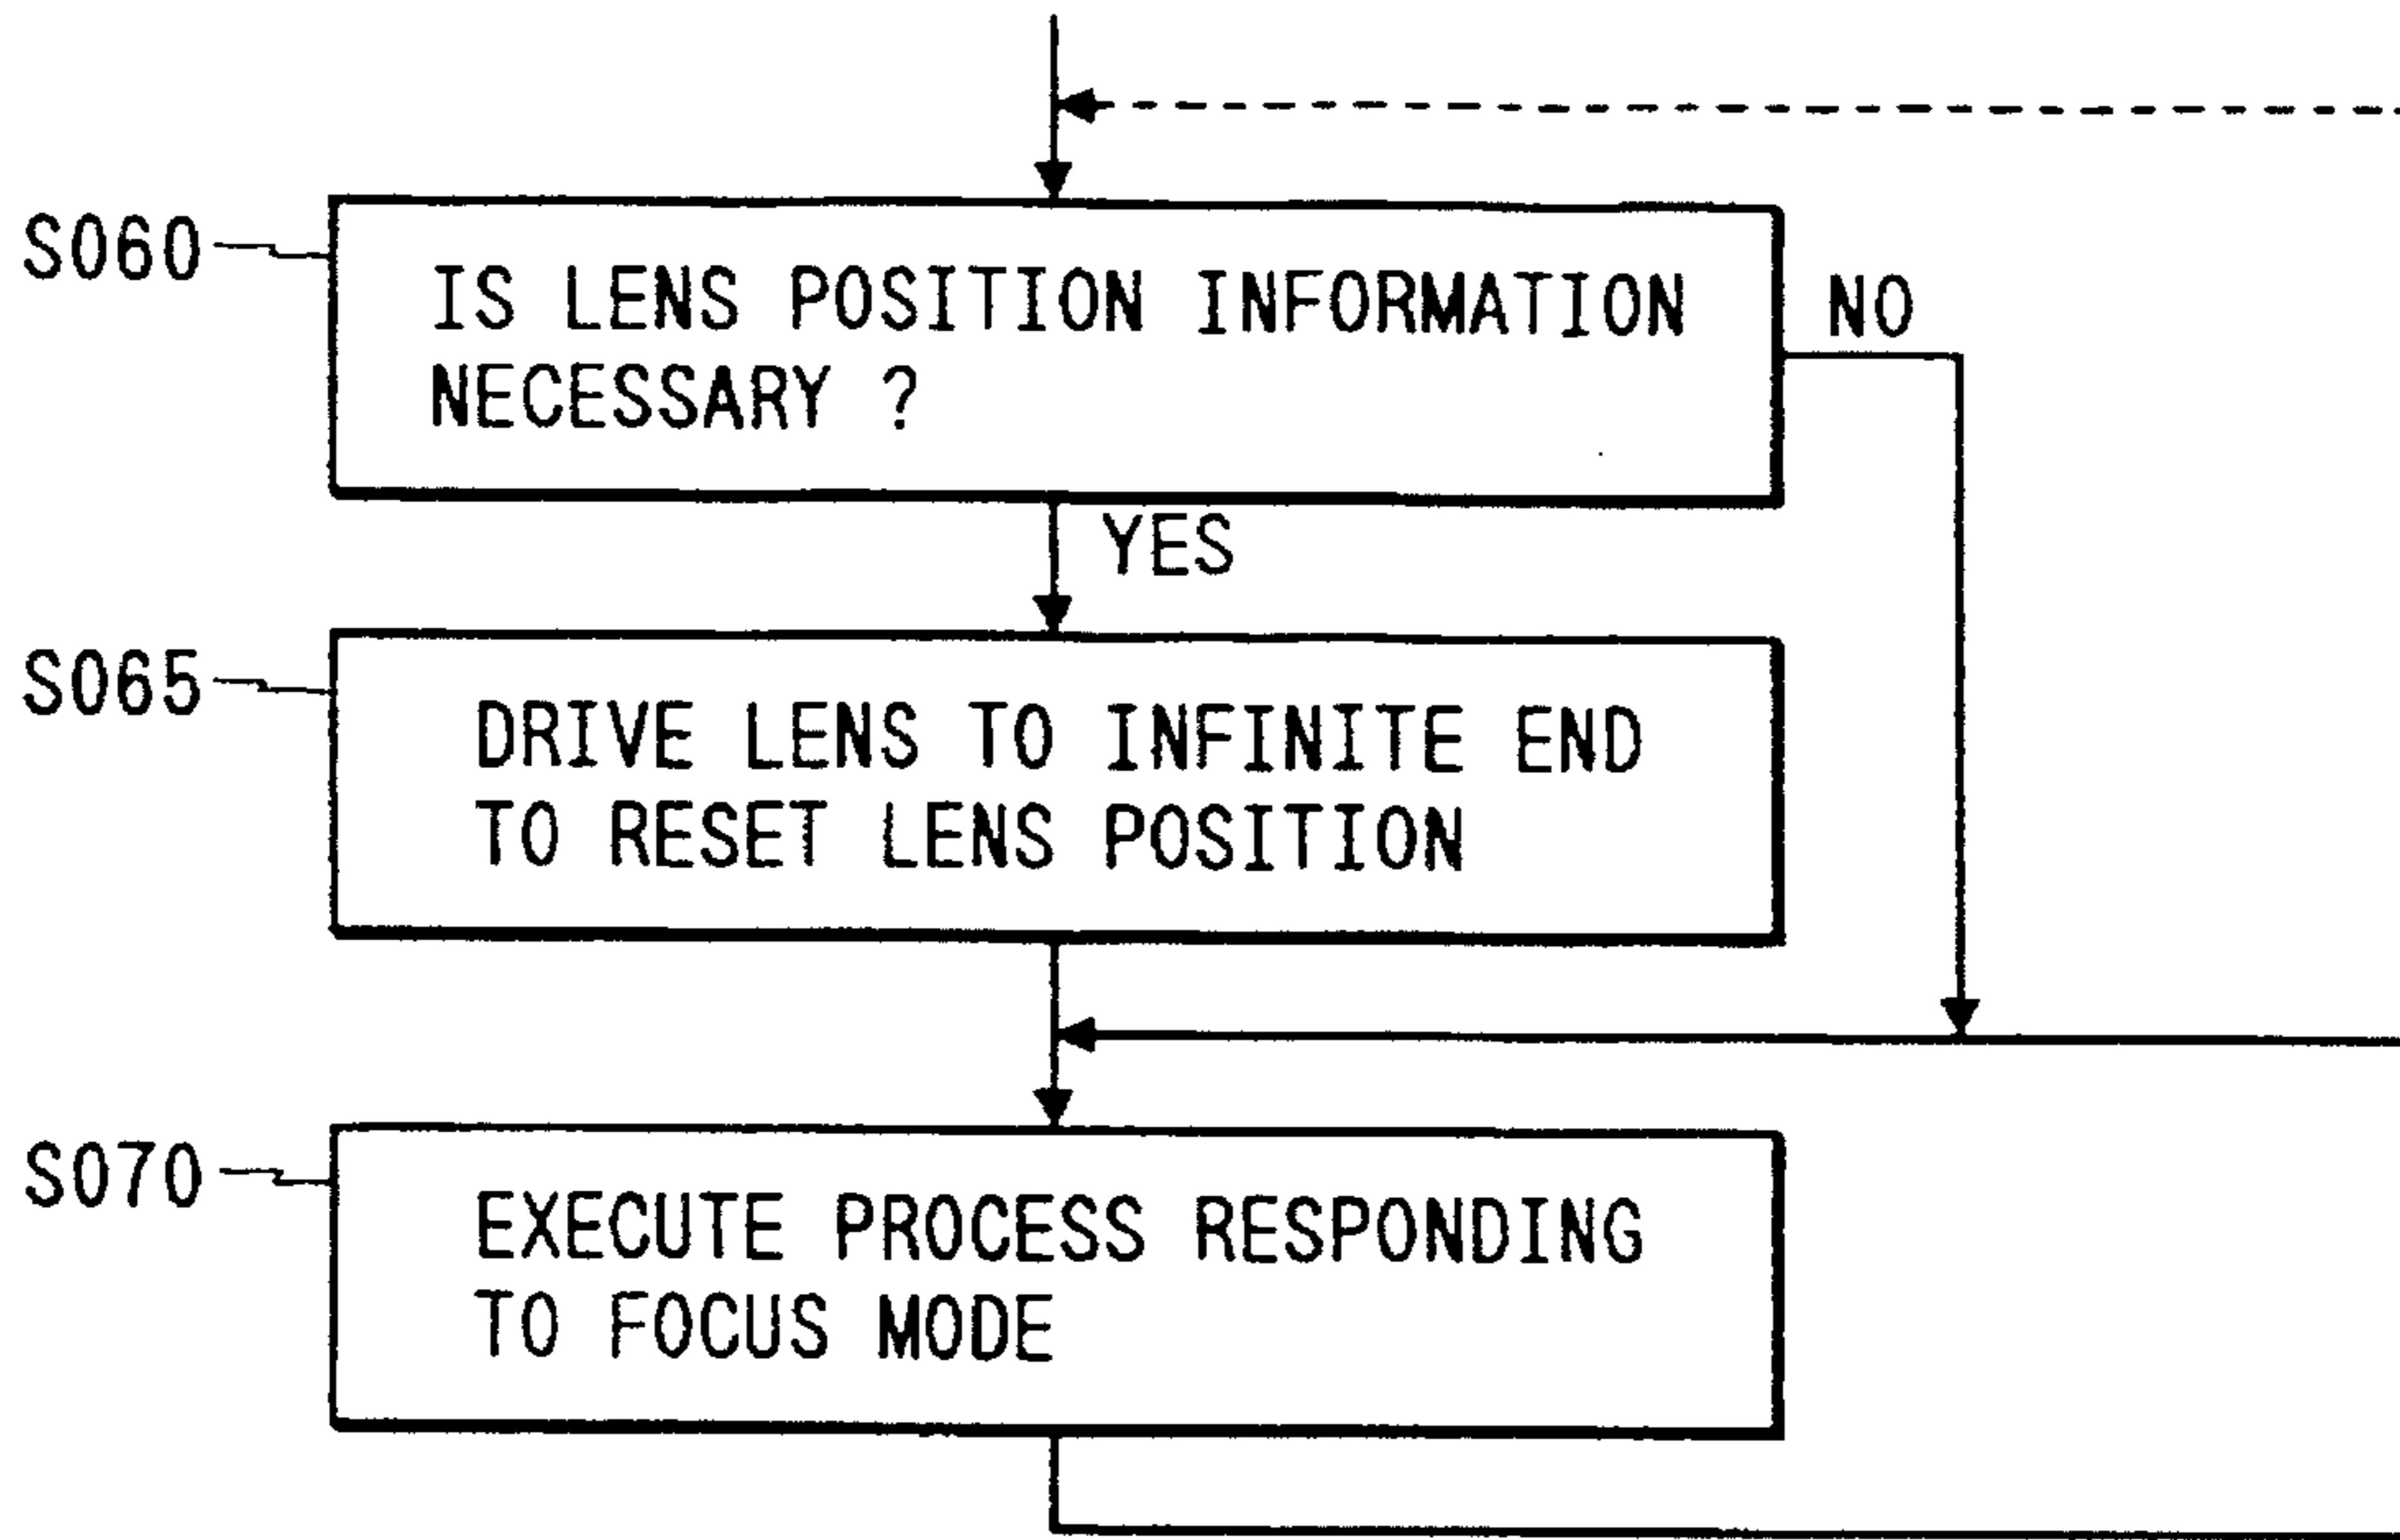 S060
IS LENS POSITION INFORMATION
NECESSARY ?
NO
YES
S065
DRIVE LENS TO INFINITE END
TO RESET LENS POSITION
S070
EXECUTE PROCESS RESPONDING
TO FOCUS MODE